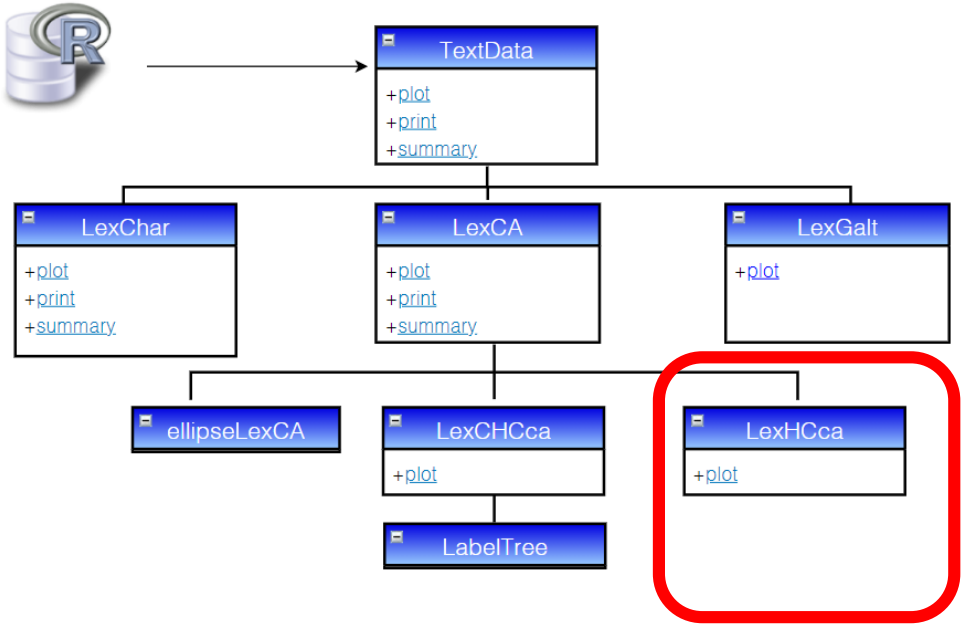 R
TextData
+plot
+print
+summary
LexChar
+plot
+print
+summary
LexCA
+plot
+print
+summary
LexGalt
+plot
ellipseLexCA
LexCHCca
+plot
LexHCca
+plot
LabelTree